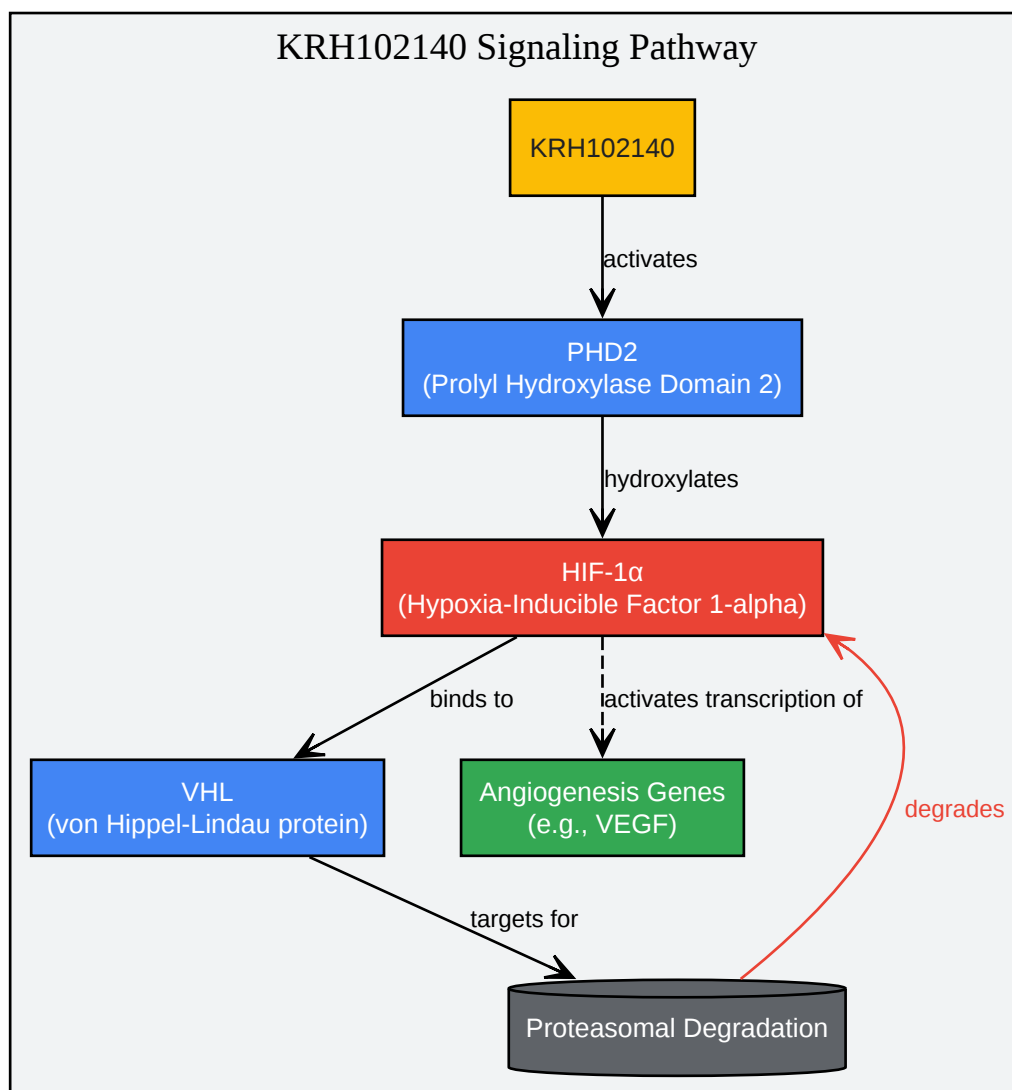 KRH102140 Signaling Pathway
KRH102140
activates
PHD2
(Prolyl Hydroxylase Domain 2)
hydroxylates
HIF-1α
(Hypoxia-Inducible Factor 1-alpha)
binds to
activates transcription of
VHL
(von Hippel-Lindau protein)
Angiogenesis Genes
(e.g., VEGF)
degrades
targets for
Proteasomal Degradation